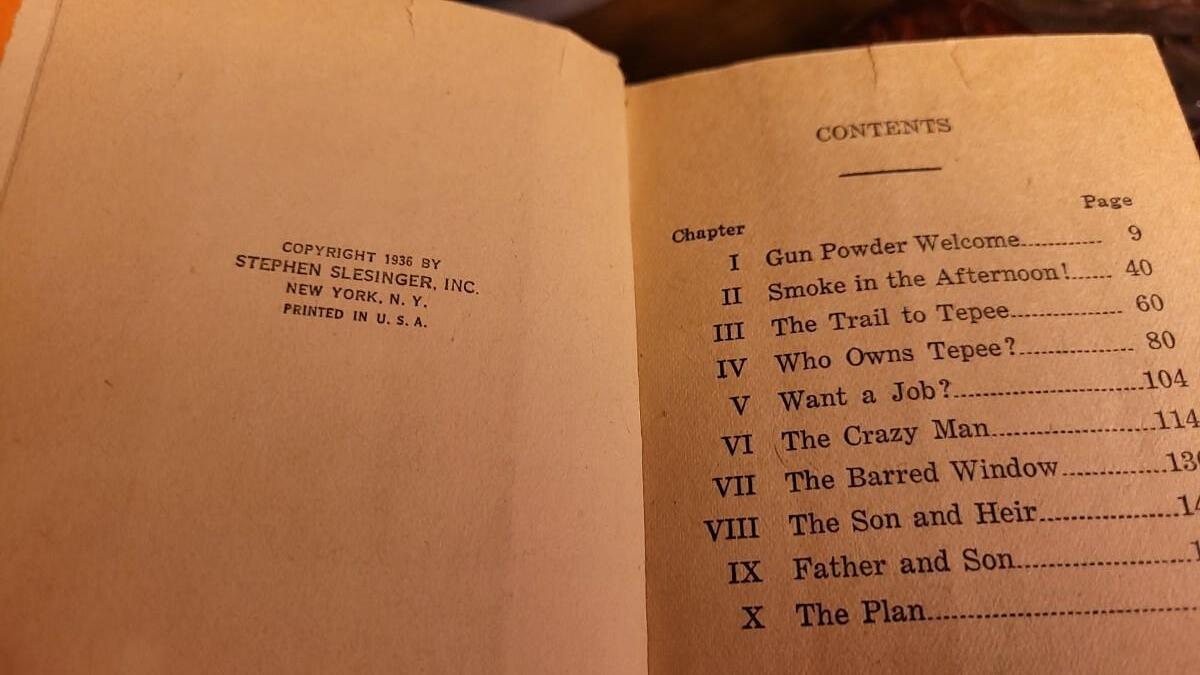 COPYRIGHT 1936 BY
STEPHEN SLESINGER, INC.
NEW YORK, N. Y.
PRINTED IN U. S. A.
CONTENTS
Chapter Page
I Gun Powder Welcome............ 9
II Smoke in the Afternoon!...... 40
III The Trail to Tepee................ 60
IV Who Owns Tepee?................ 80
V Want a Job?..........................104
VI The Crazy Man.......................114
VII The Barred Window..............
VIII The Son and Heir...................
IX Father and Son.......................
X The Plan...................................